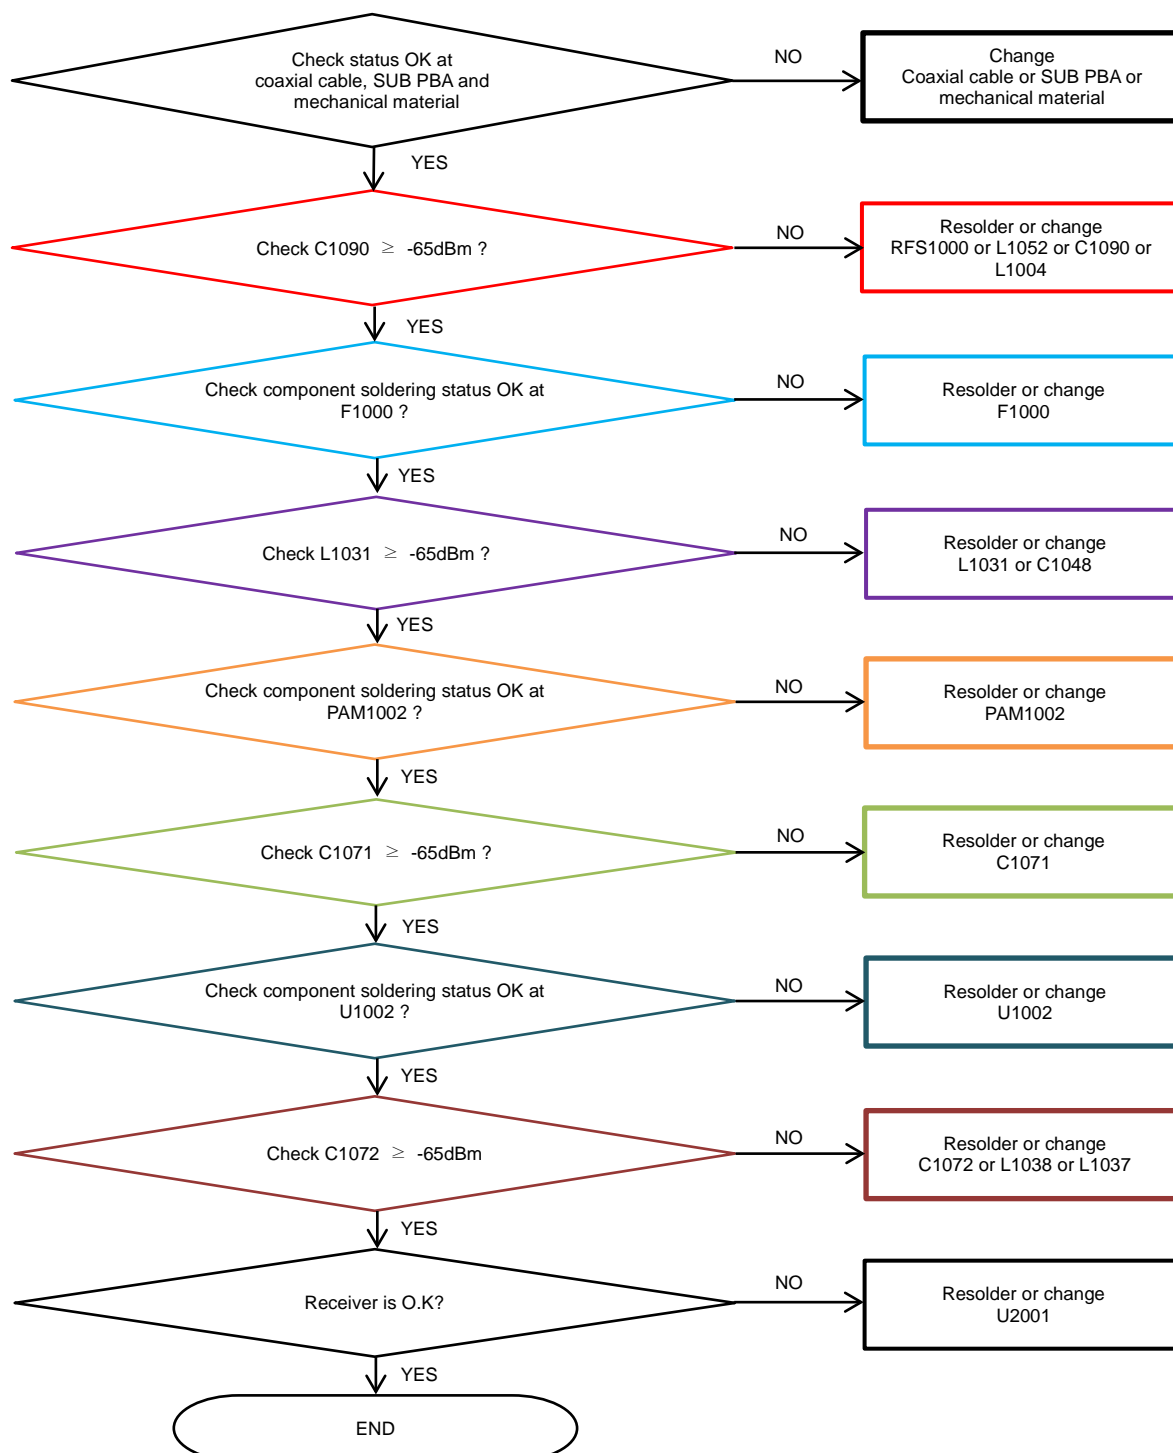 Check status OK at
coaxial cable, SUB PBA and
mechanical material
NO
Change
Coaxial cable or SUB PBA or
mechanical material
YES
Check C1090 ≥ -65dBm ?
NO
Resolder or change
RFS1000 or L1052 or C1090 or
L1004
YES
Check component soldering status OK at
F1000 ?
NO
Resolder or change
F1000
YES
Check L1031 ≥ -65dBm ?
NO
Resolder or change
L1031 or C1048
YES
Check component soldering status OK at
PAM1002 ?
NO
Resolder or change
PAM1002
YES
Check C1071 ≥ -65dBm ?
NO
Resolder or change
C1071
YES
Check component soldering status OK at
U1002 ?
NO
Resolder or change
U1002
YES
Check C1072 ≥ -65dBm
NO
Resolder or change
C1072 or L1038 or L1037
YES
Receiver is O.K?
NO
Resolder or change
U2001
YES
END